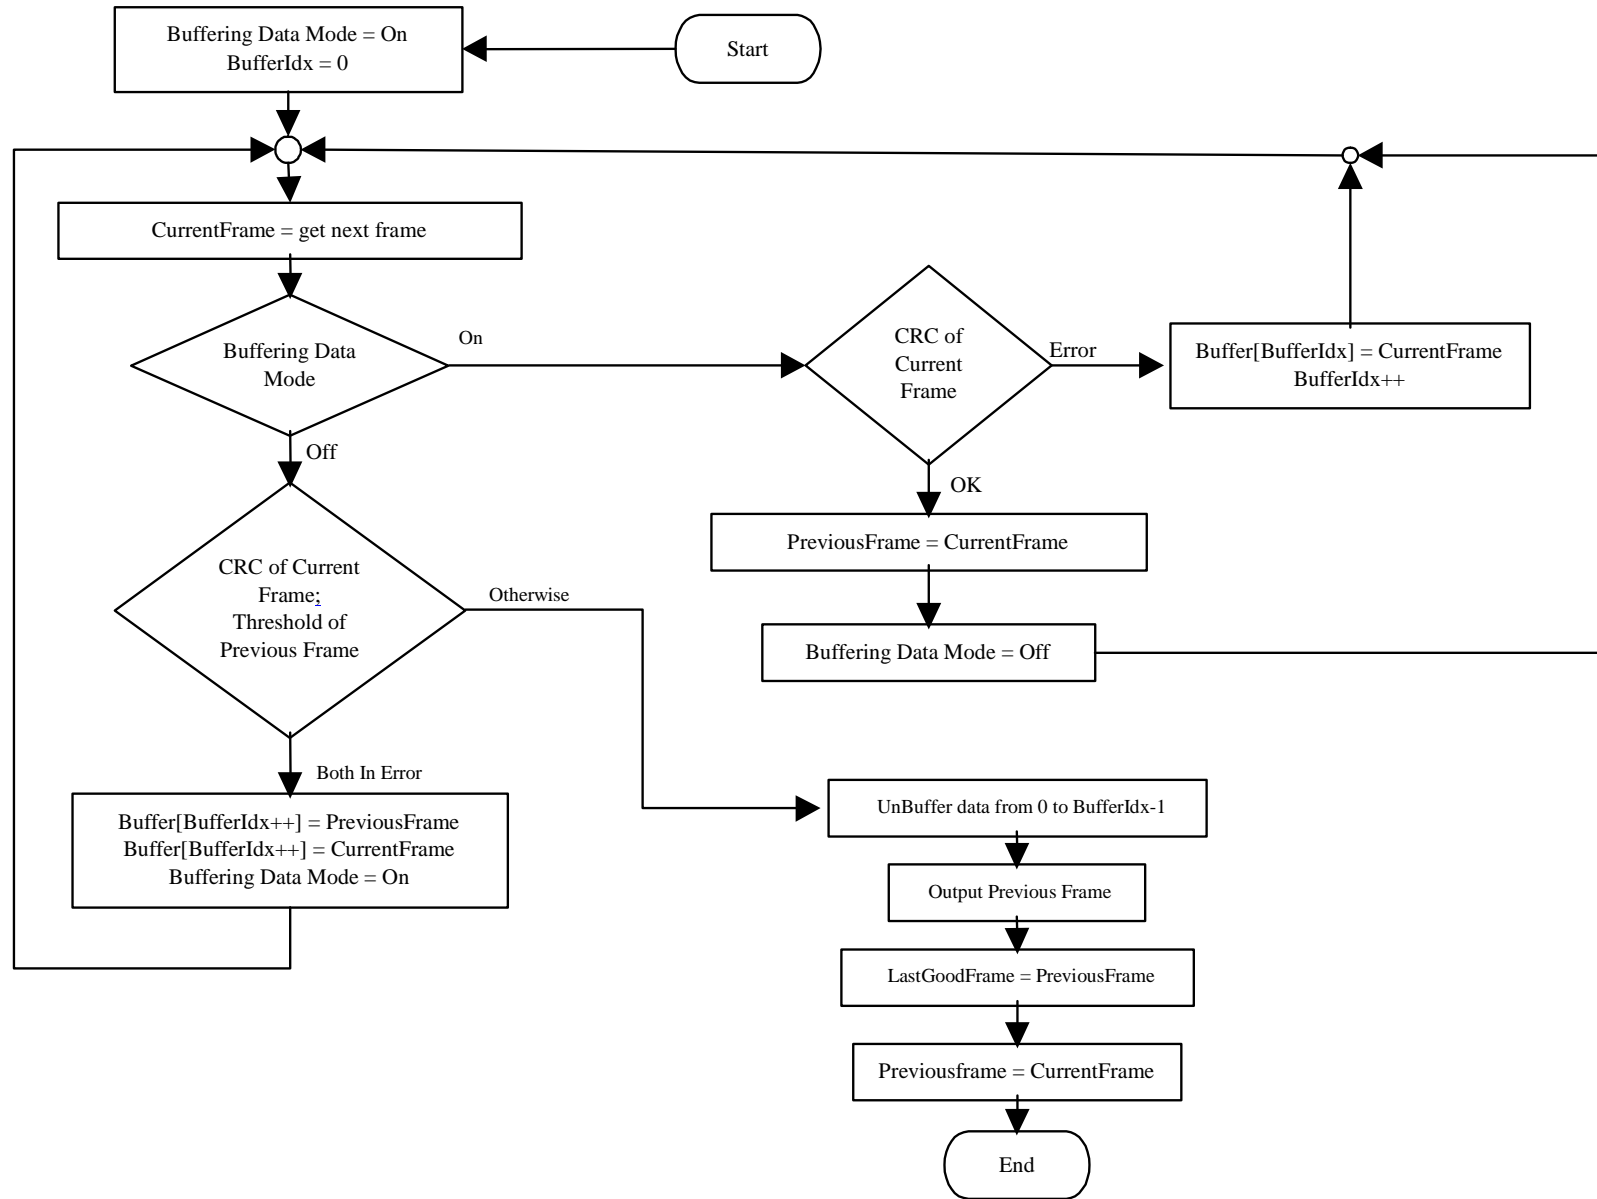 Buffering Data Mode = On
BufferIdx = 0
Start
CurrentFrame = get next frame
Buffering Data
Mode
On
CRC of
Current
Frame
Error
Buffer[BufferIdx] = CurrentFrame
BufferIdx++
Off
OK
PreviousFrame = CurrentFrame
CRC of Current
Frame;
Threshold of
Previous Frame
Otherwise
Buffering Data Mode = Off
Both In Error
Buffer[BufferIdx++] = PreviousFrame
Buffer[BufferIdx++] = CurrentFrame
Buffering Data Mode = On
UnBuffer data from 0 to BufferIdx-1
Output Previous Frame
LastGoodFrame = PreviousFrame
Previousframe = CurrentFrame
End